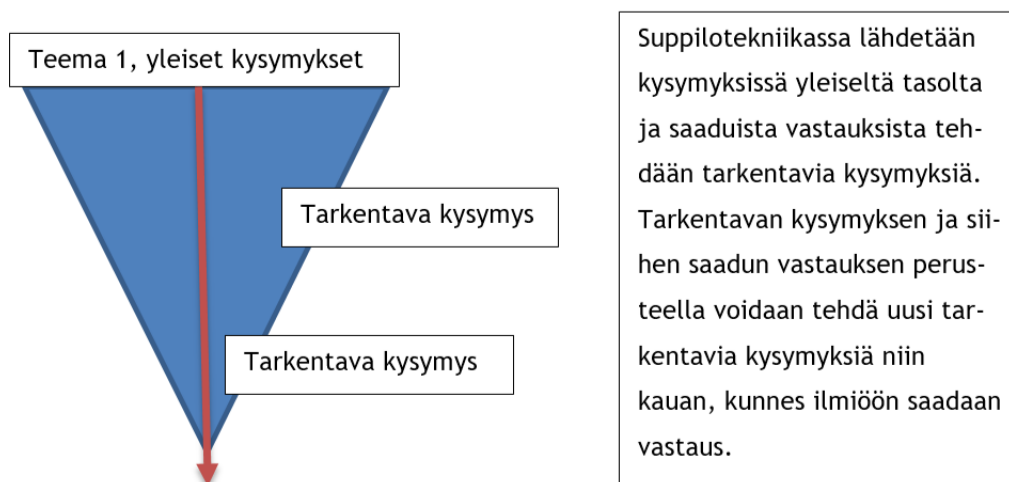 Teema 1, yleiset kysymykset
Tarkentava kysymys
Tarkentava kysymys
Suppilotekniikassa lähdetään
kysymyksissä yleiseltä tasolta
ja saaduista vastauksista teh-
dään tarkentavia kysymyksiä.
Tarkentavan kysymyksen ja sii-
hen saadun vastauksen perus-
teella voidaan tehdä uusi tar-
kentavia kysymyksiä niin
kauan, kunnes ilmiöön saadaan
vastaus.